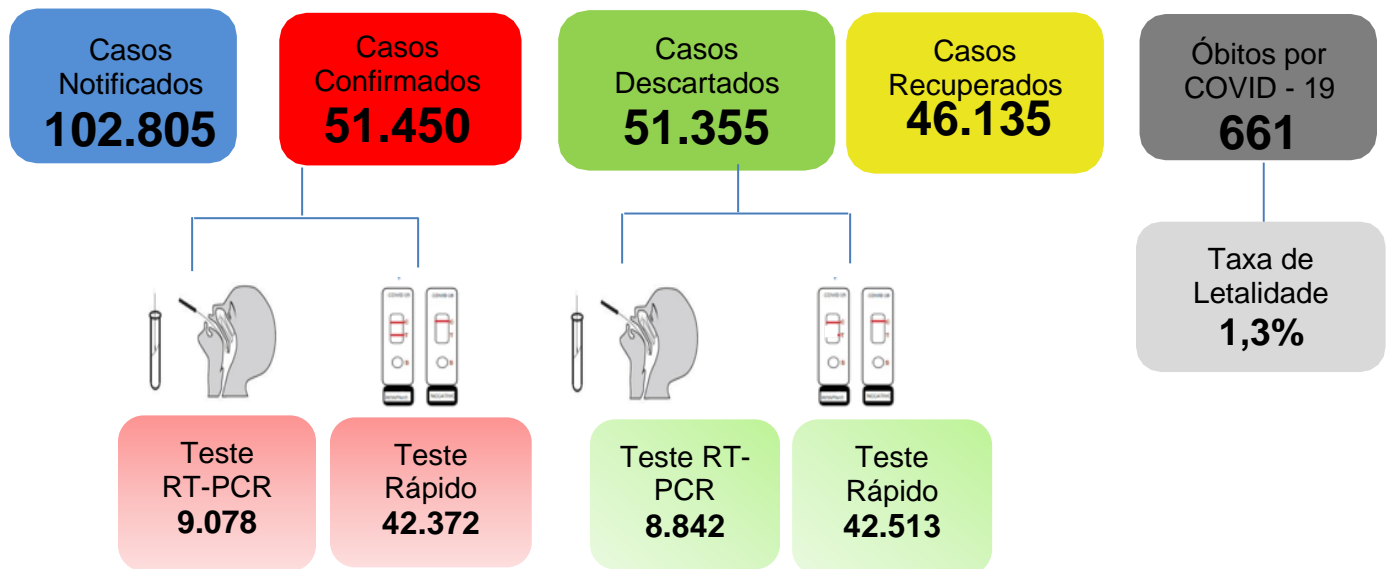 Casos
Notificados
102.805
Casos
Confirmados
51.450
Casos
Descartados
51.355
Casos
Recuperados
46.135
Óbitos por
COVID - 19
661
Taxa de
Letalidade
1,3%
Teste
RT-PCR
9.078
Teste
Rápido
42.372
Teste RT-
PCR
8.842
Teste
Rápido
42.513